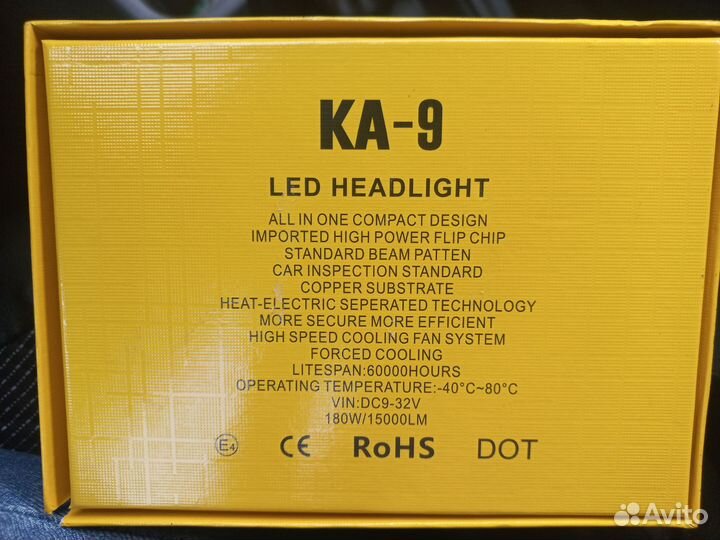 KA-9
LED HEADLIGHT
ALL IN ONE COMPACT DESIGN
IMPORTED HIGH POWER FLIP CHIP
STANDARD BEAM PATTEN
CAR INSPECTION STANDARD
COPPER SUBSTRATE
HEAT-ELECTRIC SEPERATED TECHNOLOGY
MORE SECURE MORE EFFICIENT
HIGH SPEED COOLING FAN SYSTEM
FORCED COOLING
LITESPAN:60000HOURS
OPERATING TEMPERATURE:-40°C~80°C
VIN:DC9-32V
180W/15000LM
E4 CE RoHS DOT
Avito